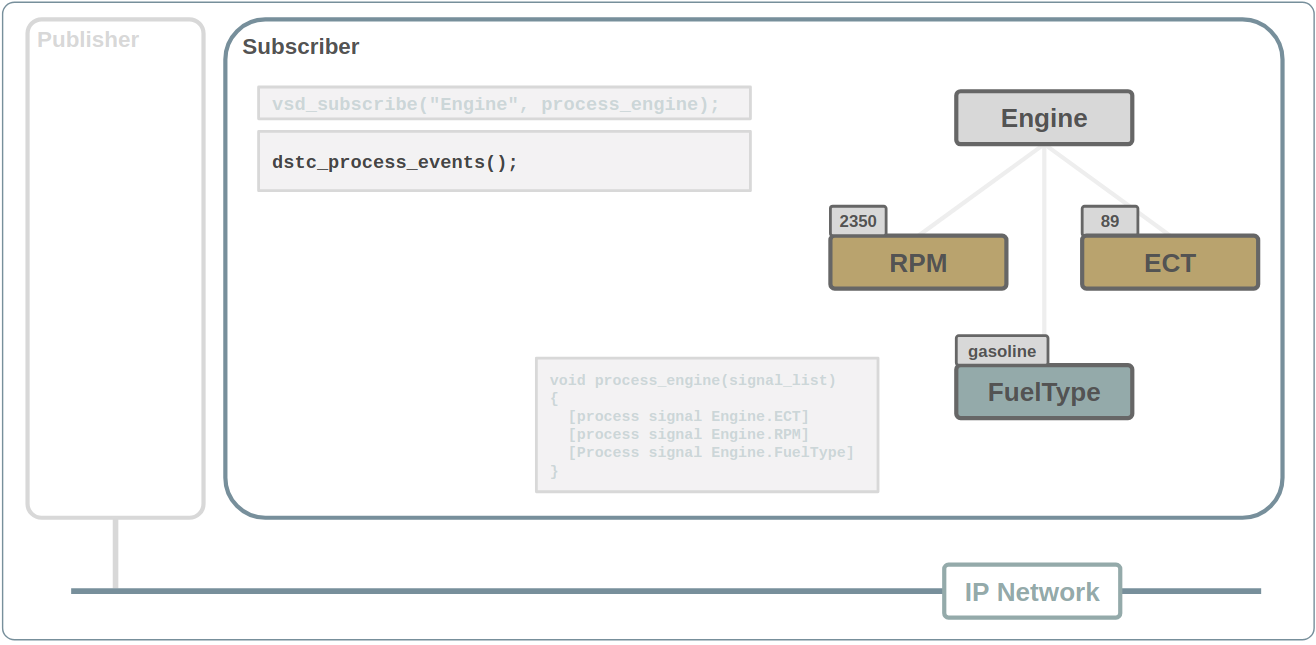 Publisher
Subscriber
vsd_subscribe("Engine", process_engine);
dstc_process_events();
Engine
2350
RPM
89
ECT
gasoline
FuelType
void process_engine(signal_list)
{
  [process signal Engine.ECT]
  [process signal Engine.RPM]
  [Process signal Engine.FuelType]
}
IP Network